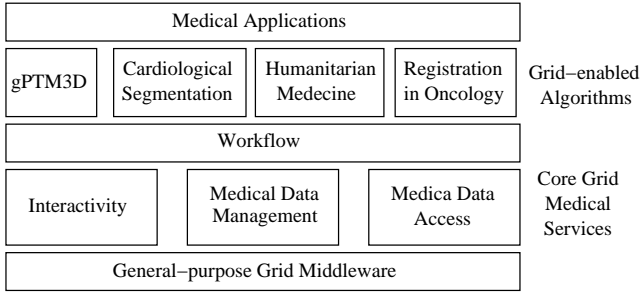 Medical Applications
gPTM3D
Cardiological
Segmentation
Humanitarian
Medecine
Registration
in Oncology
Grid−enabled
Algorithms
Workflow
Interactivity
Medical Data
Management
Medica Data
Access
Core Grid
Medical
Services
General−purpose Grid Middleware